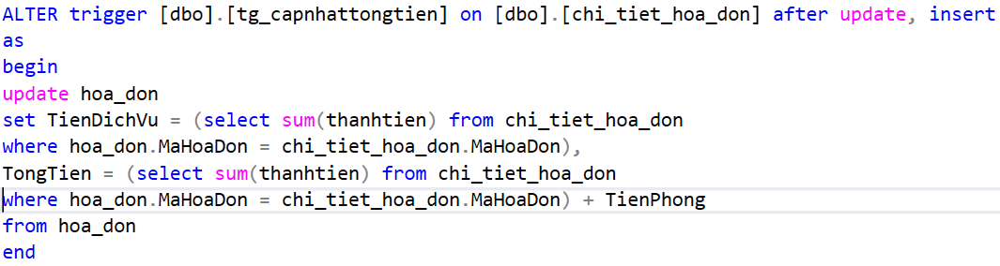 ALTER trigger [dbo].[tg_capnhattongtien] on [dbo].[chi_tiet_hoa_don] after update, insert
as
begin
update hoa_don
set TienDichVu = (select sum(thanhtien) from chi_tiet_hoa_don
where hoa_don.MaHoaDon = chi_tiet_hoa_don.MaHoaDon),
TongTien = (select sum(thanhtien) from chi_tiet_hoa_don
where hoa_don.MaHoaDon = chi_tiet_hoa_don.MaHoaDon) + TienPhong
from hoa_don
end